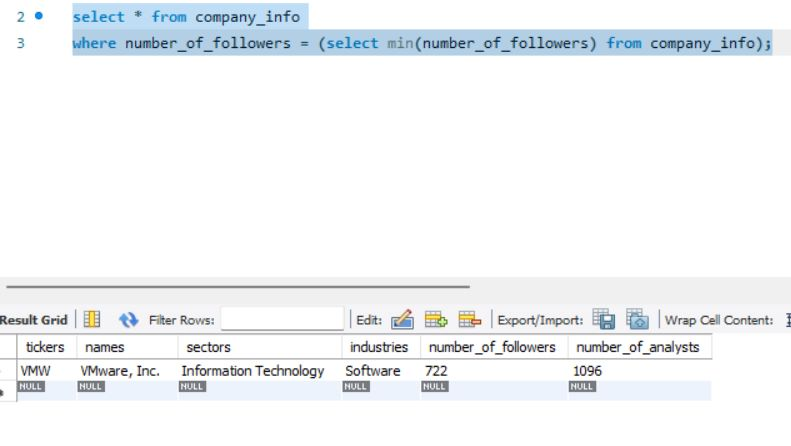 2 select * from company_info
3 where number_of_followers = (select min(number_of_followers) from company_info);
Result Grid Filter Rows: Edit: Export/Import: Wrap Cell Content:
tickers names sectors industries number_of_followers number_of_analysts
VMW VMware, Inc. Information Technology Software 722 1096
NULL NULL NULL NULL NULL NULL